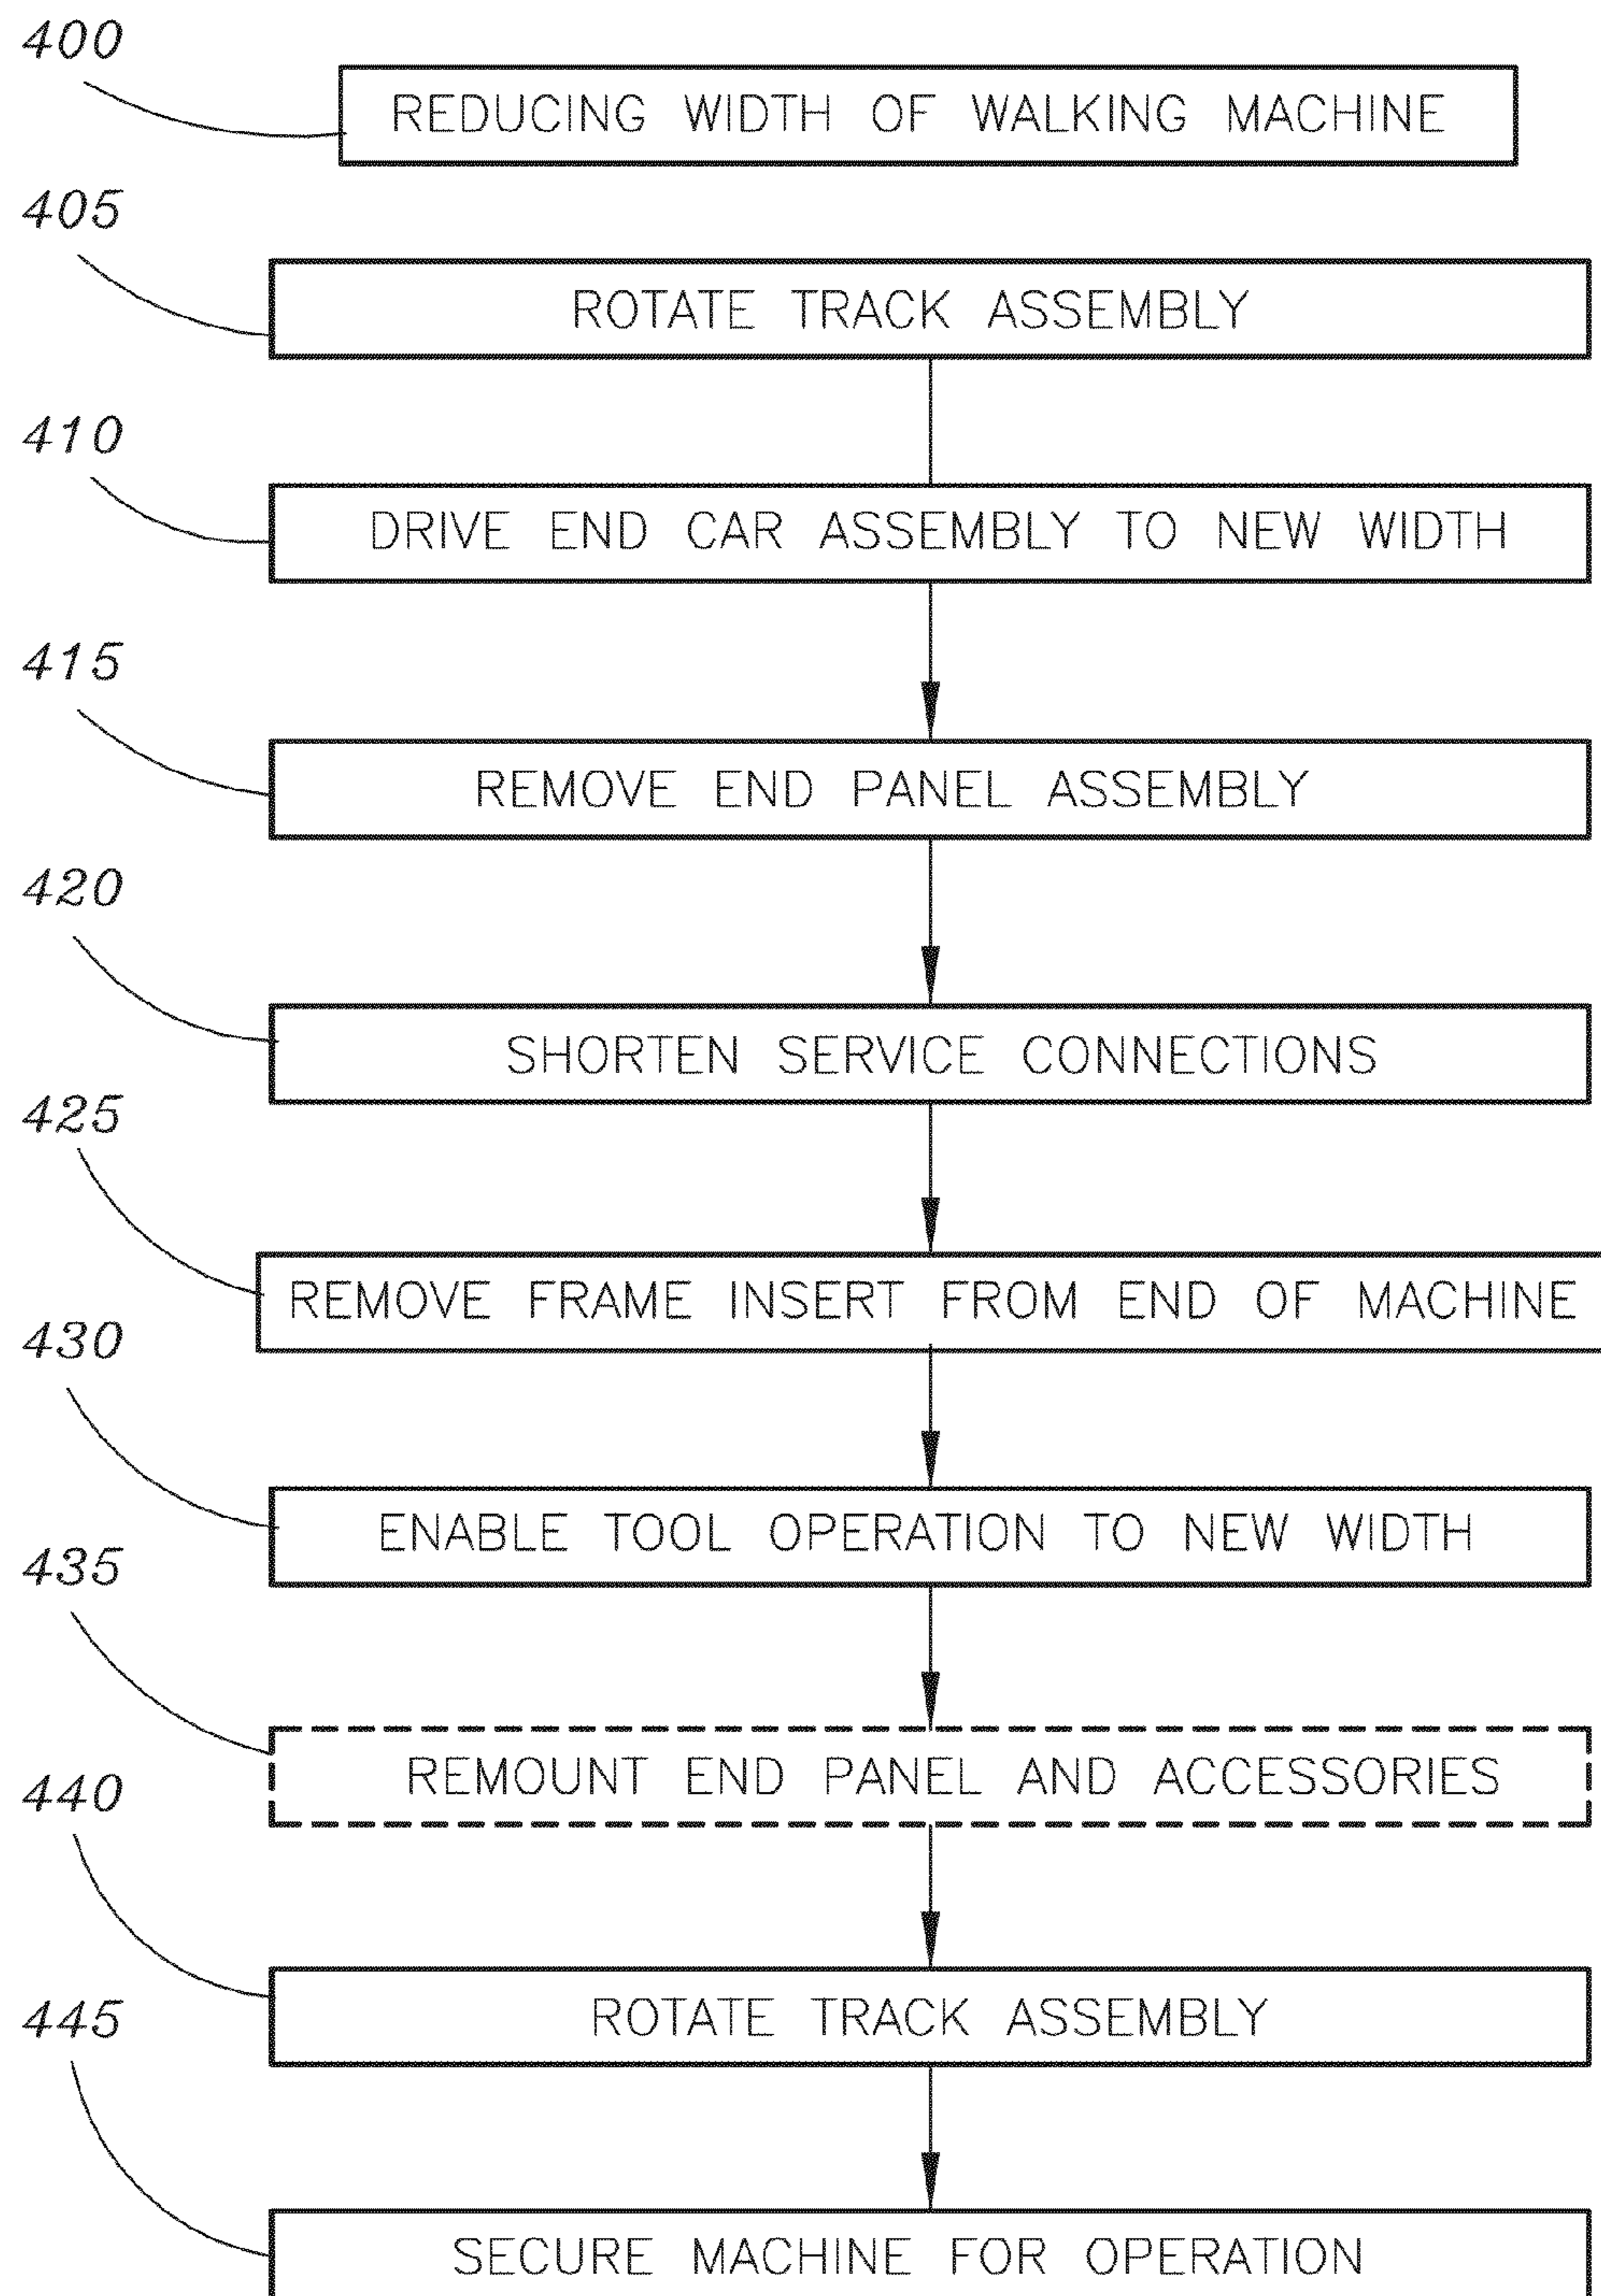 400
REDUCING WIDTH OF WALKING MACHINE
405
ROTATE TRACK ASSEMBLY
410
DRIVE END CAR ASSEMBLY TO NEW WIDTH
415
REMOVE END PANEL ASSEMBLY
420
SHORTEN SERVICE CONNECTIONS
425
REMOVE FRAME INSERT FROM END OF MACHINE
430
ENABLE TOOL OPERATION TO NEW WIDTH
435
REMOUNT END PANEL AND ACCESSORIES
440
ROTATE TRACK ASSEMBLY
445
SECURE MACHINE FOR OPERATION